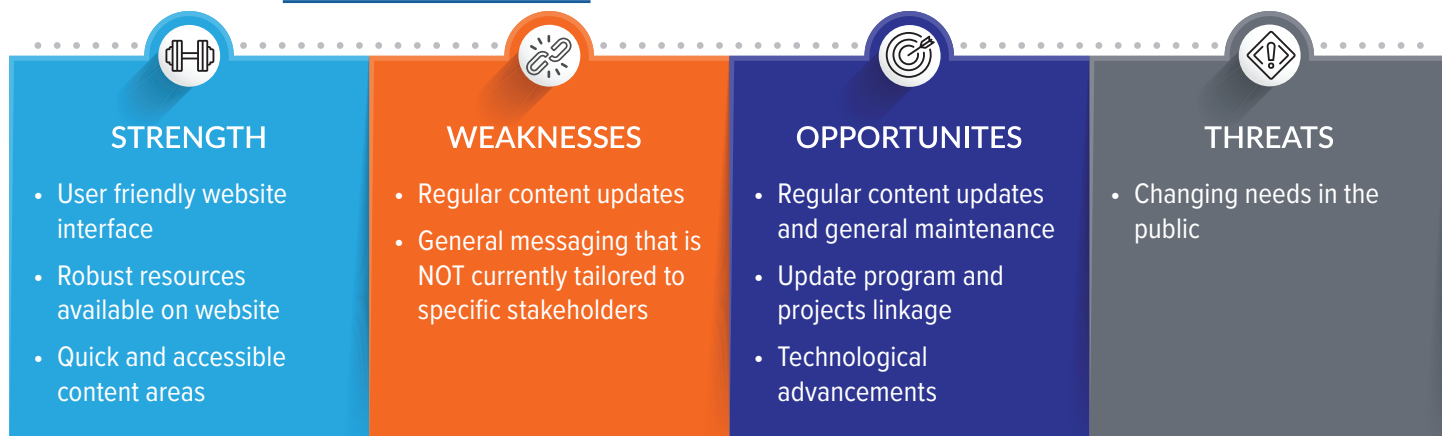 STRENGTH
• User friendly website
interface
• Robust resources
available on website
• Quick and accessible
content areas
WEAKNESSES
• Regular content updates
• General messaging that is
NOT currently tailored to
specific stakeholders
OPPORTUNITES
• Regular content updates
and general maintenance
• Update program and
projects linkage
• Technological
advancements
THREATS
• Changing needs in the
public